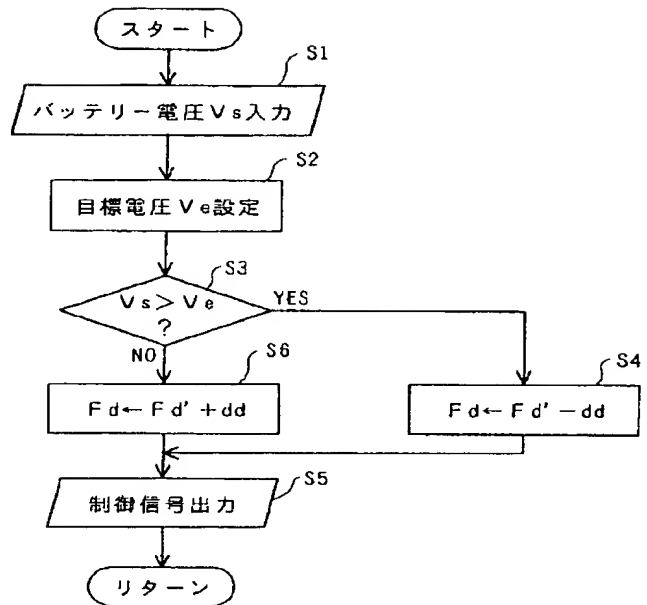 スタート
S1
バッテリー電圧Vs入力
S2
目標電圧Ve設定
S3
Vs>Ve
?
YES
NO
S6
Fd←Fd'+dd
S4
Fd←Fd'-dd
S5
制御信号出力
リターン